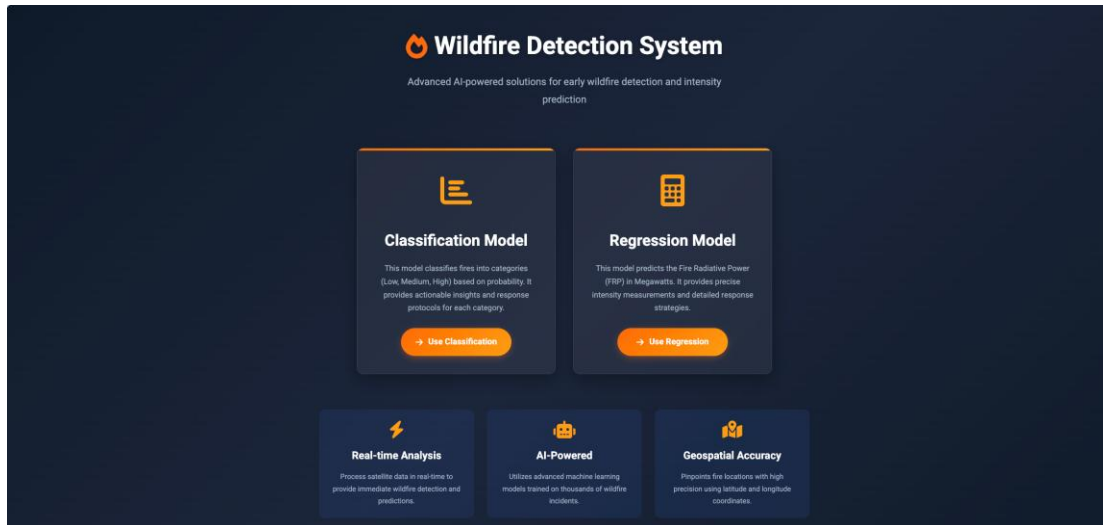 Wildfire Detection System
Advanced AI-powered solutions for early wildfire detection and intensity
prediction
Classification Model
This model classifies fires into categories
(Low, Medium, High) based on probability. It
provides actionable insights and response
protocols for each category.
→ Use Classification
Regression Model
This model predicts the Fire Radiative Power
(FRP) in Megawatts. It provides precise
intensity measurements and detailed response
strategies.
→ Use Regression
Real-time Analysis
Process satellite data in real-time to
provide immediate wildfire detection and
predictions.
AI-Powered
Utilizes advanced machine learning
models trained on thousands of wildfire
incidents.
Geospatial Accuracy
Pinpoints fire locations with high
precision using latitude and longitude
coordinates.